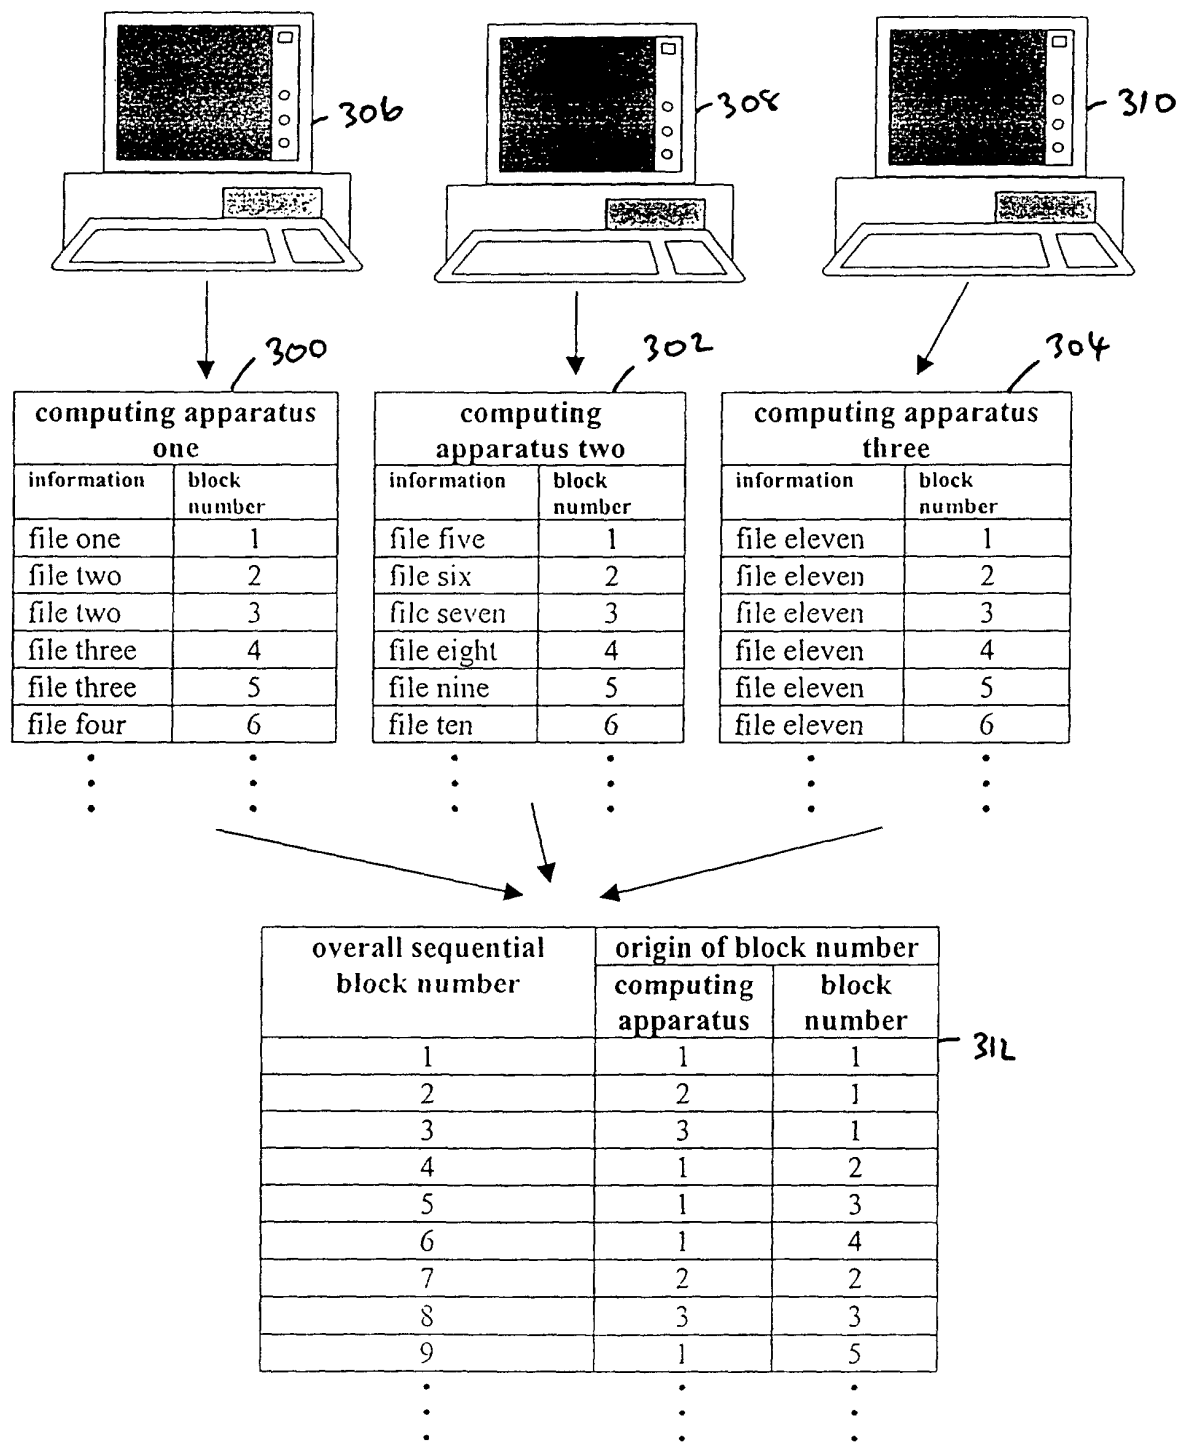 306
308
310
300
302
304
computing apparatus
one
information block
number
file one 1
file two 2
file two 3
file three 4
file three 5
file four 6
computing
apparatus two
information block
number
file five 1
file six 2
file seven 3
file eight 4
file nine 5
file ten 6
computing apparatus
three
information block
number
file eleven 1
file eleven 2
file eleven 3
file eleven 4
file eleven 5
file eleven 6
overall sequential
block number
origin of block number
computing
apparatus
block
number
312
1 1 1
2 2 1
3 3 1
4 1 2
5 1 3
6 1 4
7 2 2
8 3 3
9 1 5